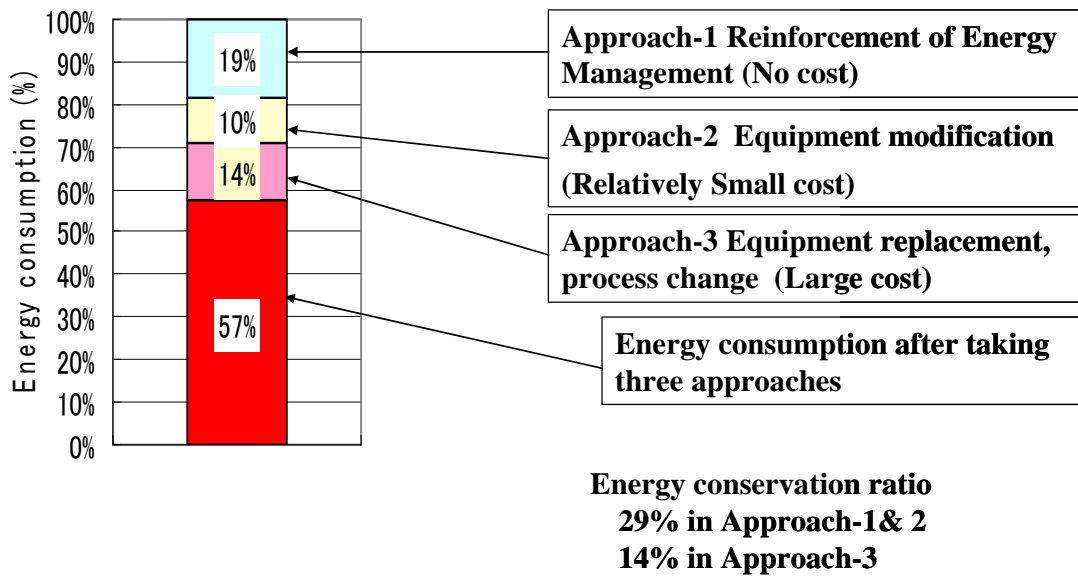 Energy consumption (%)
100%
90%
80%
70%
60%
50%
40%
30%
20%
10%
0%
19%
10%
14%
57%
Approach-1 Reinforcement of Energy
Management (No cost)
Approach-2 Equipment modification
(Relatively Small cost)
Approach-3 Equipment replacement,
process change (Large cost)
Energy consumption after taking
three approaches
Energy conservation ratio
29% in Approach-1& 2
14% in Approach-3